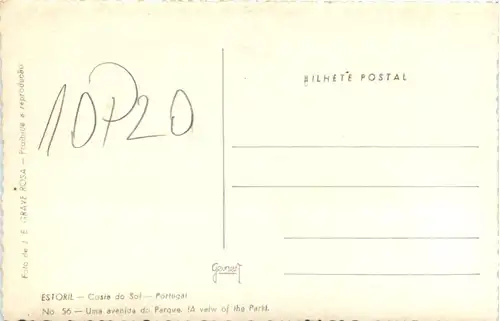 BILHETE POSTAL
10P20
Foto de J. E. GRAVE ROSA — Proibida a reprodução
ESTORIL — Costa do Sol — Portugal
No. 56 — Uma avenida do Parque. (A veiw of the Park).